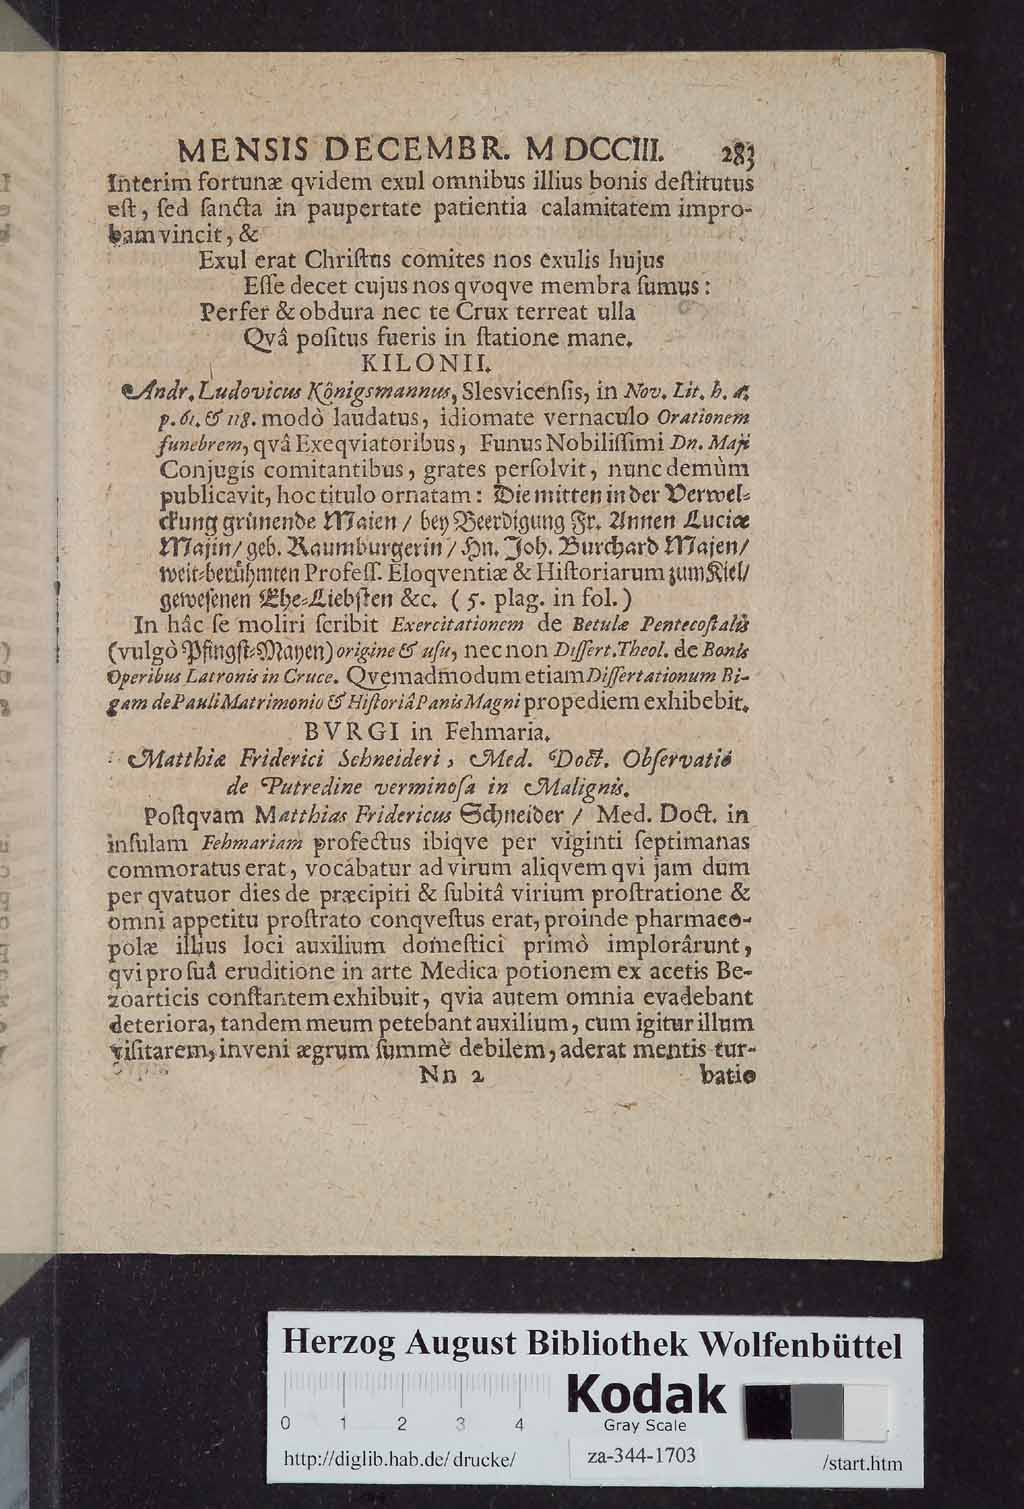 MENSIS DECEMBR. M DCCIII. 283
Interim fortunæ qvidem exul omnibus illius bonis deſtitutus
eſt, ſed ſancta in paupertate patientia calamitatem impro-
bam vincit, &
Exul erat Chriſtus comites nos exulis hujus
Eſſe decet cujus nos qvoqve membra ſumus:
Perfer & obdura nec te Crux terreat ulla
Qvâ poſitus fueris in ſtatione mane.
KILONII.
Andr. Ludovicus Kônigsmannus, Slesvicenſis, in Nov. Lit. h. a.
p. 61. & 118. modò laudatus, idiomate vernaculo Orationem
funebrem, qvâ Exeqviatoribus, Funus Nobiliſſimi Dn. Maji
Conjugis comitantibus, grates perſolvit, nunc demùm
publicavit, hoc titulo ornatam: Die mitten in der Verwel-
ckung grünende Maien / bey Beerdigung Fr. Annen Luciæ
Majin/ geb. Raumburgerin / Hn. Joh. Burchard Majen/
weit-berühmten Profeſſ. Eloqventiæ & Hiſtoriarum zum Kiel/
geweſenen Ehe-Liebſten &c. (5. plag. in fol.)
In hâc ſe moliri ſcribit Exercitationem de Betulæ Pentecoſtalis
(vulgò Pfingſt-Mayen) origine & uſu, nec non Diſſert. Theol. de Bonis
Operibus Latronis in Cruce. Qvemadmodum etiam Diſſertationum Bi-
gam de Pauli Matrimonio & Hiſtoriâ Panis Magni propediem exhibebit.
BVRGI in Fehmaria.
Matthiæ Friderici Schneideri, Med. Doct. Obſervatio
de Putredine verminoſa in Malignis.
Poſtqvam Matthias Fridericus Schneider / Med. Doct. in
inſulam Fehmariam profectus ibiqve per viginti ſeptimanas
commoratus erat, vocábatur ad virum aliqvem qvi jam dum
per qvatuor dies de præcipiti & ſubitâ virium proſtratione &
omni appetitu proſtrato conqveſtus erat, proinde pharmaco-
polæ illius loci auxilium domeſtici primò implorârunt,
qvi pro ſuâ eruditione in arte Medica potionem ex acetis Be-
zoarticis conſtantem exhibuit, qvia autem omnia evadebant
deteriora, tandem meum petebant auxilium, cum igitur illum
viſitarem, inveni ægrum ſummè debilem, aderat mentis tur-
Nn 2 batio
Herzog August Bibliothek Wolfenbüttel
0 1 2 3 4
Kodak
Gray Scale
http://diglib.hab.de/drucke/ za-344-1703 /start.htm